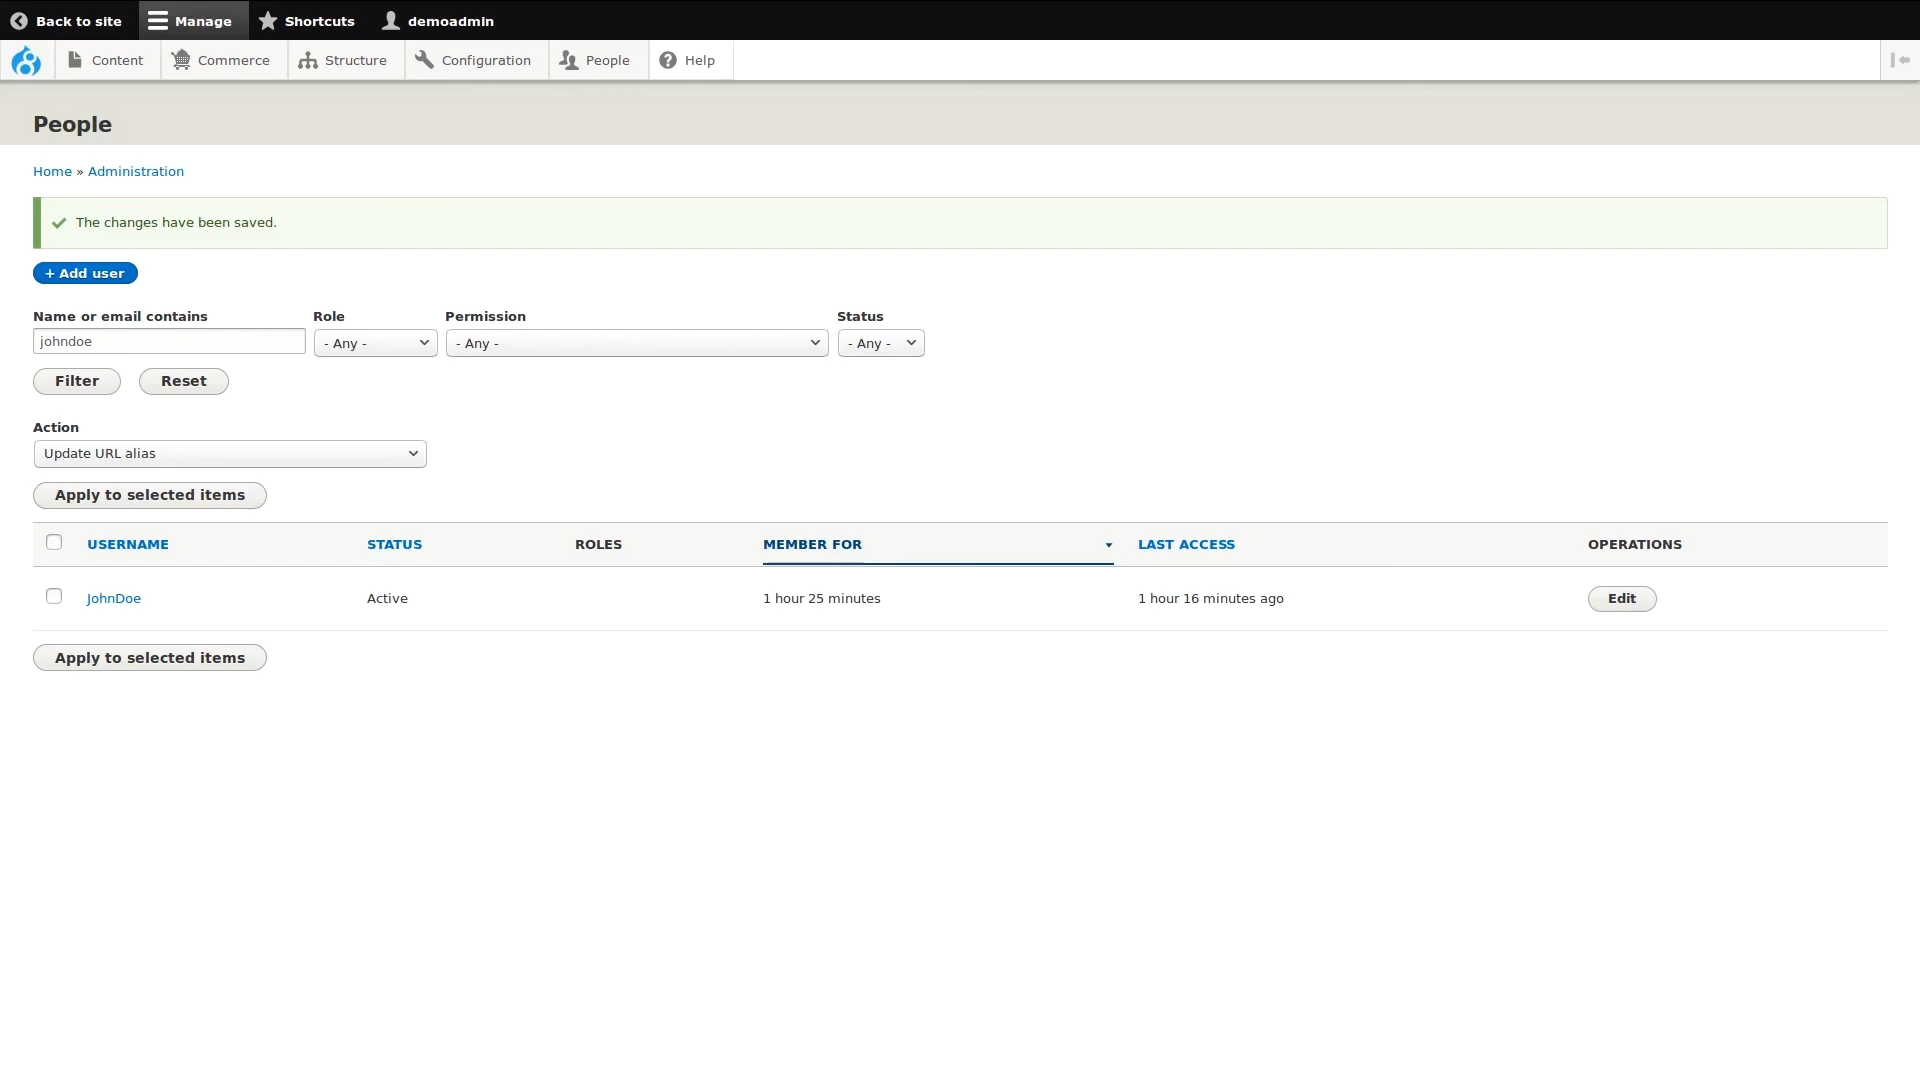 Back to site Manage Shortcuts demoadmin
Content Commerce Structure Configuration People Help
People
Home » Administration
The changes have been saved.
+ Add user
Name or email contains Role Permission Status
johndoe - Any - - Any - - Any -
Filter Reset
Action
Update URL alias
Apply to selected items
USERNAME STATUS ROLES MEMBER FOR LAST ACCESS OPERATIONS
JohnDoe Active 1 hour 25 minutes 1 hour 16 minutes ago Edit
Apply to selected items